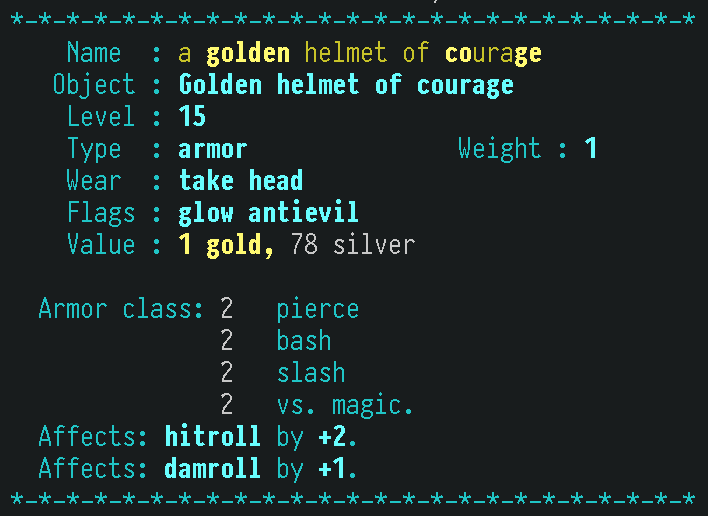 *-*-*-*-*-*-*-*-*-*-*-*-*-*-*-*-*-*-*-*-*-*-*-*-*
Name : a golden helmet of courage
Object : Golden helmet of courage
Level : 15
Type : armor Weight : 1
Wear : take head
Flags : glow antievil
Value : 1 gold, 78 silver
Armor class: 2 pierce
2 bash
2 slash
2 vs. magic.
Affects: hitroll by +2.
Affects: damroll by +1.
*-*-*-*-*-*-*-*-*-*-*-*-*-*-*-*-*-*-*-*-*-*-*-*-*